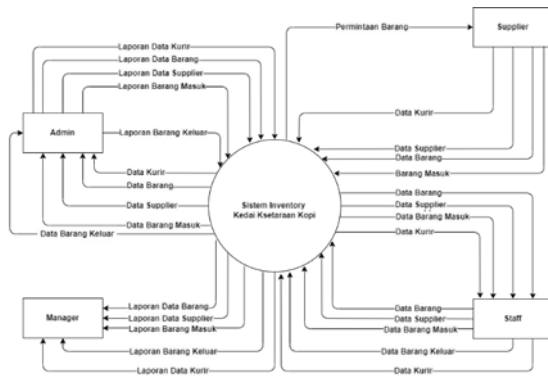 Laporan Data Kurir
Laporan Data Barang
Laporan Data Supplier
Laporan Barang Masuk
Admin
Laporan Barang Keluar
Data Kurir
Data Barang
Data Supplier
Data Barang Masuk
Data Barang Keluar
Permintaan Barang
Supplier
Data Kurir
Data Supplier
Data Barang
Barang Masuk
Sistem Inventory
Kedai Ksetaraan Kopi
Data Barang
Data Supplier
Data Barang Masuk
Data Kurir
Manager
Laporan Data Barang
Laporan Data Supplier
Laporan Barang Masuk
Laporan Barang Keluar
Laporan Data Kurir
Staff
Data Barang
Data Supplier
Data Barang Masuk
Data Barang Keluar
Data Kurir